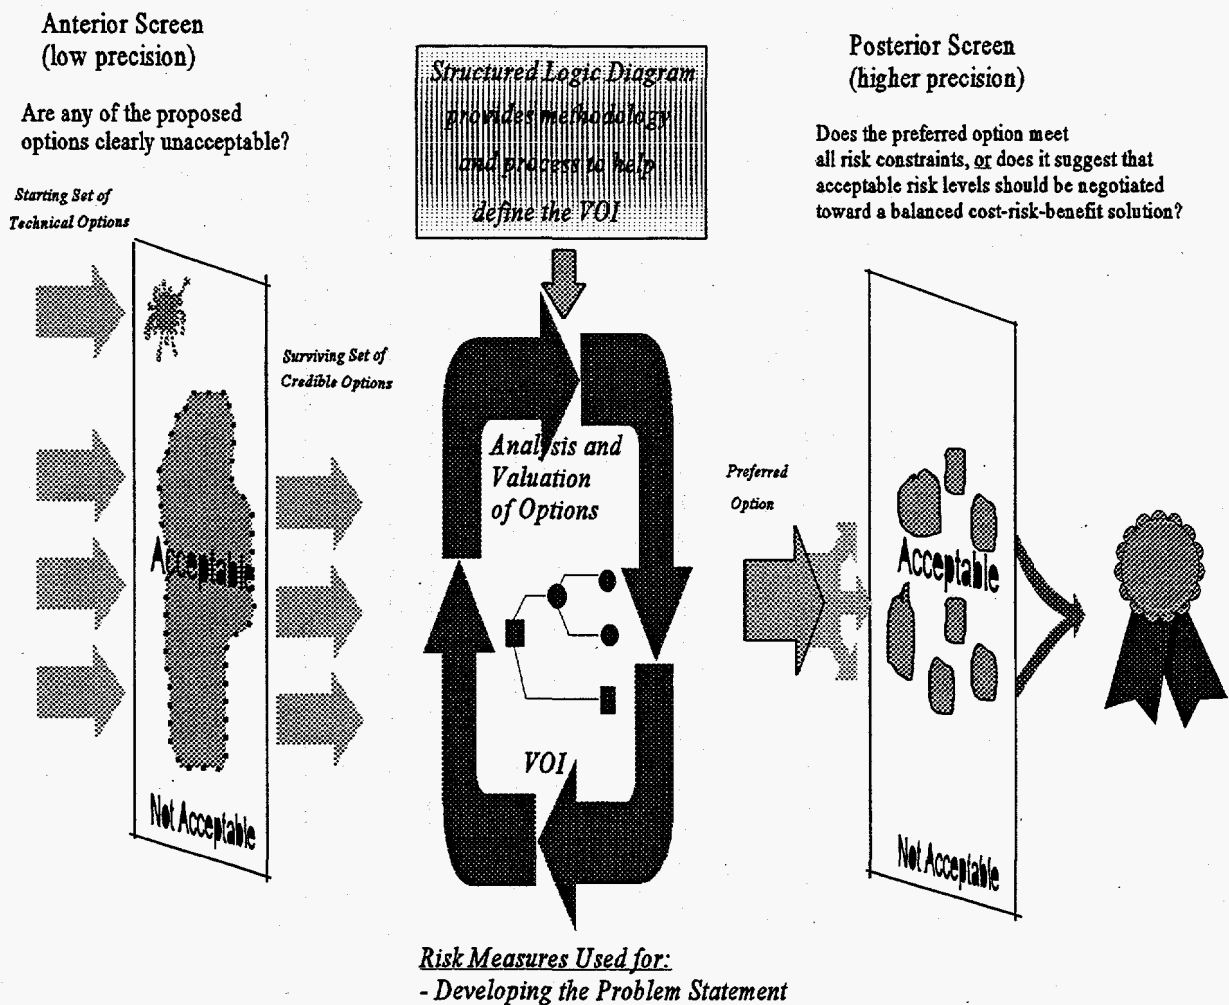 Anterior Screen
(low precision)
Are any of the proposed
options clearly unacceptable?
Starting Set of
Technical Options
Acceptable
Not Acceptable
Surviving Set of
Credible Options
Structured Logic Diagram
provides methodology
and process to help
define the VOI
Analysis and
Valuation
of Options
VOI
Risk Measures Used for:
- Developing the Problem Statement
Posterior Screen
(higher precision)
Does the preferred option meet
all risk constraints, or does it suggest that
acceptable risk levels should be negotiated
toward a balanced cost-risk-benefit solution?
Preferred
Option
Acceptable
Not Acceptable